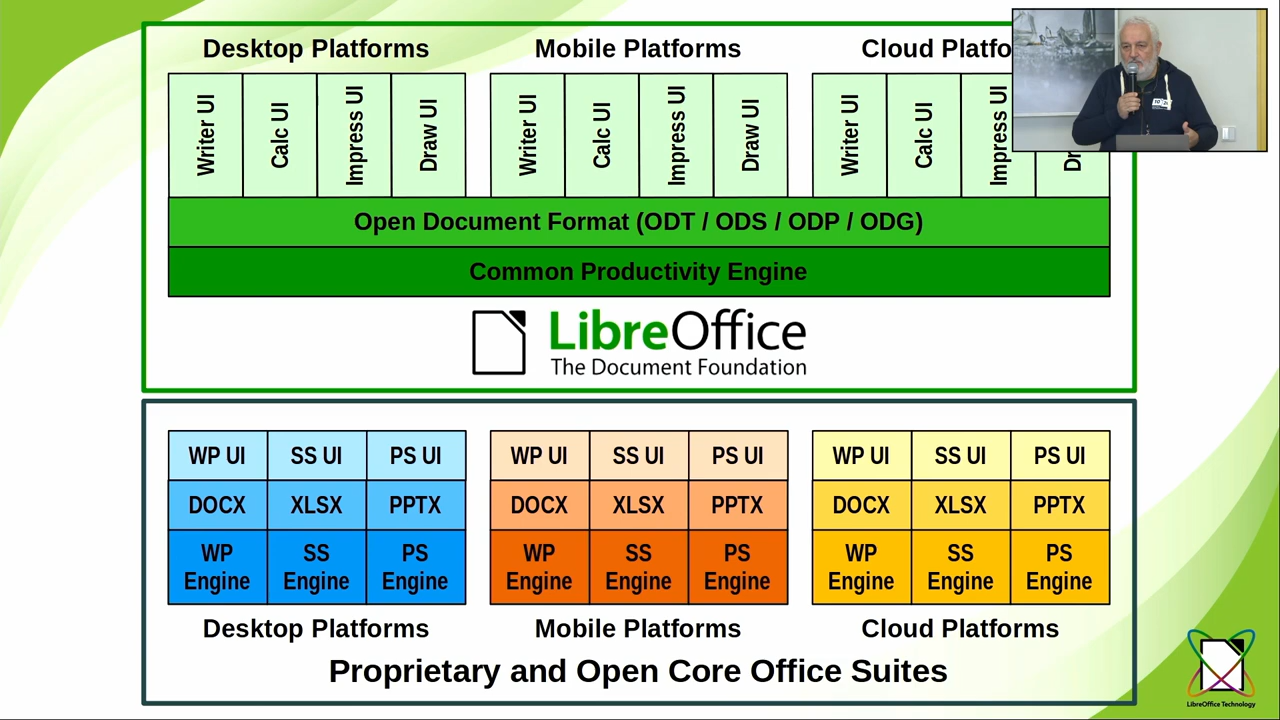 Desktop Platforms
Mobile Platforms
Cloud Platfo
Writer UI
Calc UI
Impress UI
Draw UI
Writer UI
Calc UI
Impress UI
Draw UI
Writer UI
Calc UI
Impress UI
Dr
Open Document Format (ODT / ODS / ODP / ODG)
Common Productivity Engine
LibreOffice
The Document Foundation
WP UI SS UI PS UI
WP UI SS UI PS UI
WP UI SS UI PS UI
DOCX XLSX PPTX
DOCX XLSX PPTX
DOCX XLSX PPTX
WP Engine SS Engine PS Engine
WP Engine SS Engine PS Engine
WP Engine SS Engine PS Engine
Desktop Platforms
Mobile Platforms
Cloud Platforms
Proprietary and Open Core Office Suites
LibreOffice Technology